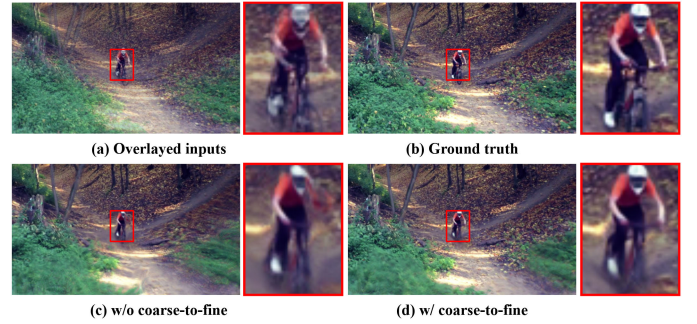 (a) Overlayed inputs
(b) Ground truth
(c) w/o coarse-to-fine
(d) w/ coarse-to-fine